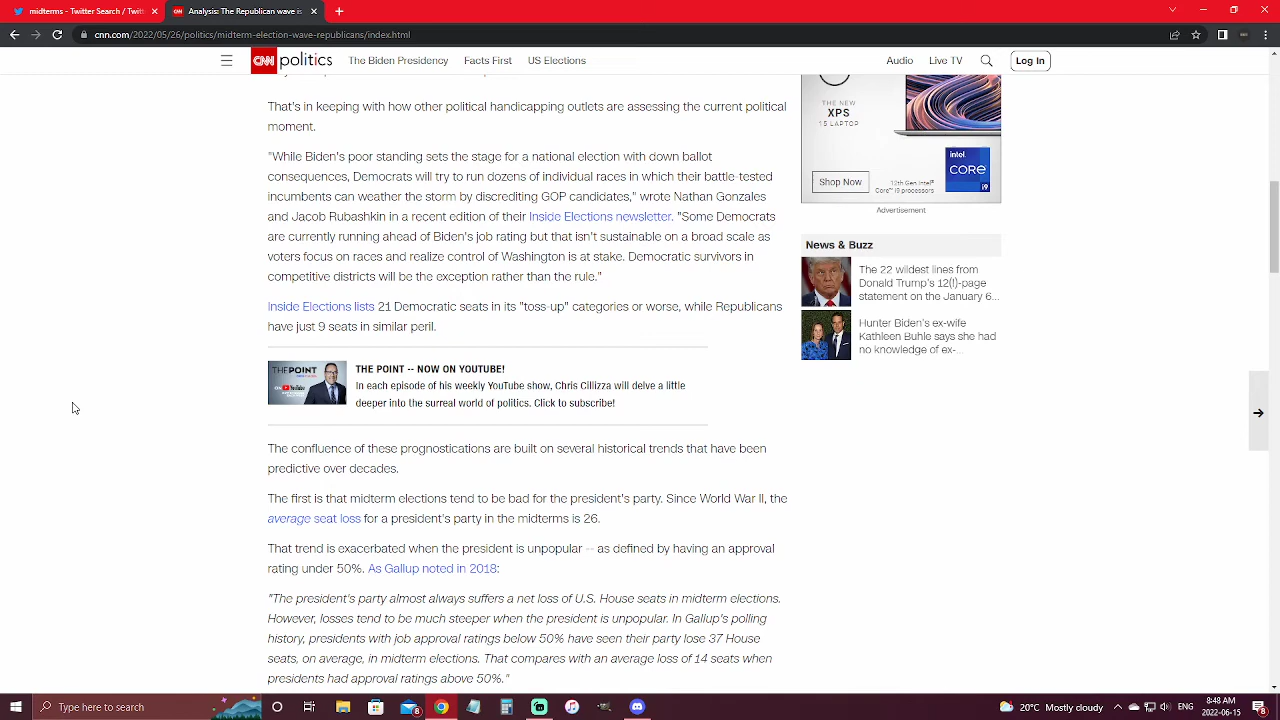 midterms - Twitter Search / Twitt
Analysis: The Republican wave is
cnn.com/2022/05/26/politics/midterm-election-wave-republicans/index.html
CNN politics The Biden Presidency Facts First US Elections Audio Live TV Log In
That's in keeping with how other political handicapping outlets are assessing the current political
moment.
"While Biden's poor standing sets the stage for a national election with down ballot
consequences, Democrats will try to run dozens of individual races in which their battle-tested
incumbents can weather the storm by discrediting GOP candidates," wrote Nathan Gonzales
and Jacob Rubashkin in a recent edition of their Inside Elections newsletter. "Some Democrats
are currently running ahead of Biden's job rating but that isn't sustainable on a broad scale as
voters focus on races and realize control of Washington is at stake. Democratic survivors in
competitive districts will be the exception rather than the rule."
Inside Elections lists 21 Democratic seats in its "toss-up" categories or worse, while Republicans
have just 9 seats in similar peril.
THE POINT
YouTube
THE POINT -- NOW ON YOUTUBE!
In each episode of his weekly YouTube show, Chris Cillizza will delve a little
deeper into the surreal world of politics. Click to subscribe!
The confluence of these prognostications are built on several historical trends that have been
predictive over decades.
The first is that midterm elections tend to be bad for the president's party. Since World War II, the
average seat loss for a president's party in the midterms is 26.
That trend is exacerbated when the president is unpopular -- as defined by having an approval
rating under 50%. As Gallup noted in 2018:
"The president's party almost always suffers a net loss of U.S. House seats in midterm elections.
However, losses tend to be much steeper when the president is unpopular. In Gallup's polling
history, presidents with job approval ratings below 50% have seen their party lose 37 House
seats, on average, in midterm elections. That compares with an average loss of 14 seats when
presidents had approval ratings above 50%."
THE NEW
XPS
15 LAPTOP
Shop Now
12th Gen Intel®
Core™ i9 processors
intel.
CORE
i9
Advertisement
News & Buzz
The 22 wildest lines from
Donald Trump's 12(!)-page
statement on the January 6...
Hunter Biden's ex-wife
Kathleen Buhle says she had
no knowledge of ex-...
Type here to search
20°C Mostly cloudy
ENG
8:48 AM
2022-06-15
8